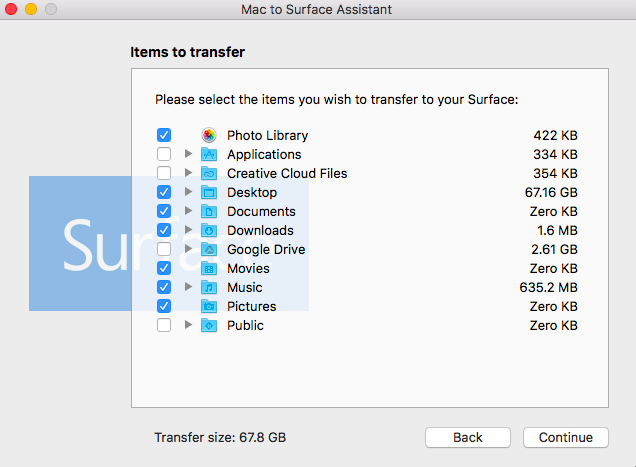 Mac to Surface Assistant
Items to transfer
Please select the items you wish to transfer to your Surface:
Photo Library 422 KB
Applications 334 KB
Creative Cloud Files 354 KB
Desktop 67.16 GB
Documents Zero KB
Downloads 1.6 MB
Google Drive 2.61 GB
Movies Zero KB
Music 635.2 MB
Pictures Zero KB
Public Zero KB
Surface
Transfer size: 67.8 GB
Back
Continue